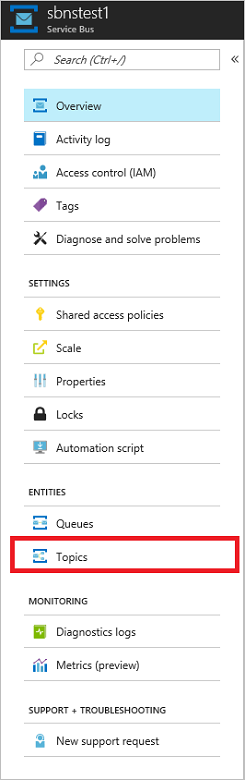 sbnstest1
Service Bus
Search (Ctrl+/)
Overview
Activity log
Access control (IAM)
Tags
Diagnose and solve problems
SETTINGS
Shared access policies
Scale
Properties
Locks
Automation script
ENTITIES
Queues
Topics
MONITORING
Diagnostics logs
Metrics (preview)
SUPPORT + TROUBLESHOOTING
New support request